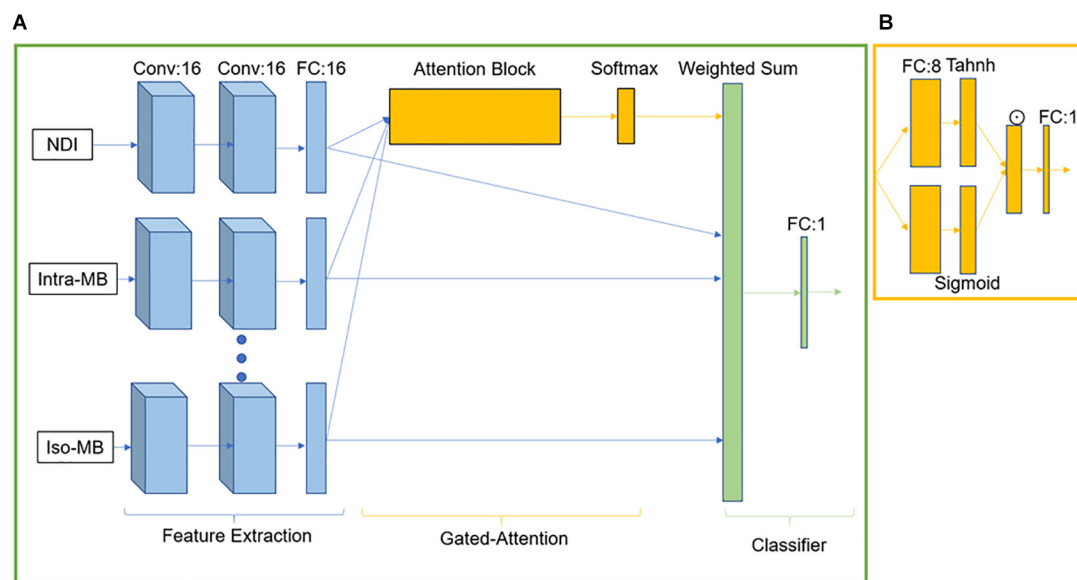 A
Conv:16 Conv:16 FC:16
Attention Block
Softmax
Weighted Sum
NDI
Intra-MB
Iso-MB
FC:1
Feature Extraction
Gated-Attention
Classifier
B
FC:8 Tahnh
⊙
FC:1
Sigmoid